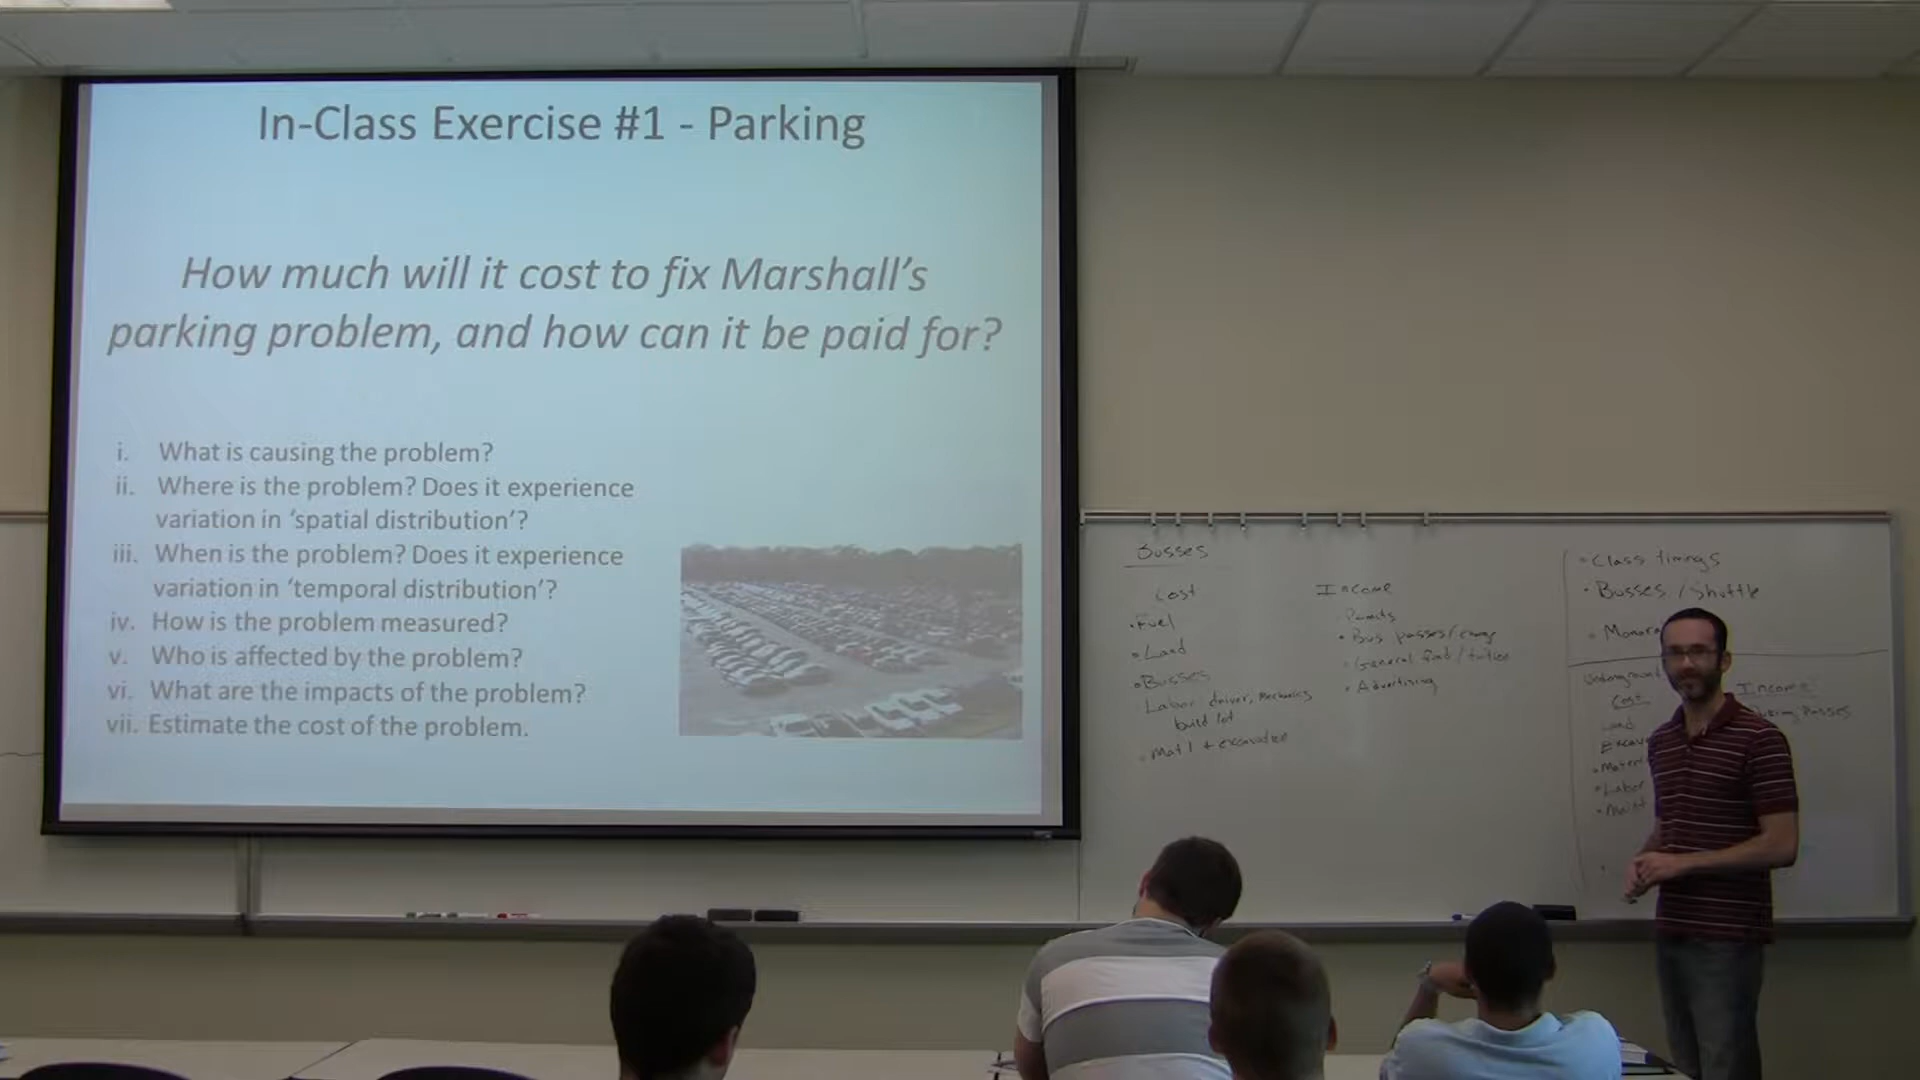 In-Class Exercise #1 - Parking
How much will it cost to fix Marshall's
parking problem, and how can it be paid for?
i. What is causing the problem?
ii. Where is the problem? Does it experience
variation in 'spatial distribution'?
iii. When is the problem? Does it experience
variation in 'temporal distribution'?
iv. How is the problem measured?
v. Who is affected by the problem?
vi. What are the impacts of the problem?
vii. Estimate the cost of the problem.
Busses
Cost
• Fuel
• Land
• Busses
• Labor driver, Mechanics
build lot
• Mat'l + excavation
Income
• Bus passes/
• General fund/tuition
• Advertising
• Class timings
• Busses / Shuttle
•
Underground
Cost
Land
• Labor
Income
Passes